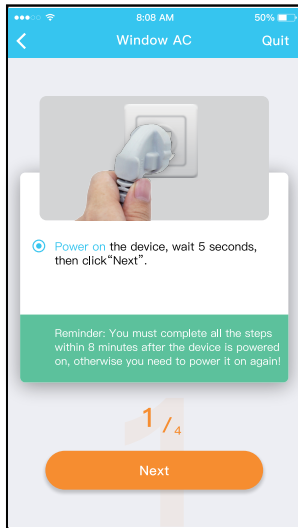 8:08 AM 50%
Window AC Quit
Power on the device, wait 5 seconds,
then click“Next”.
Reminder: You must complete all the steps
within 8 minutes after the device is powered
on, otherwise you need to power it on again!
1/4
Next